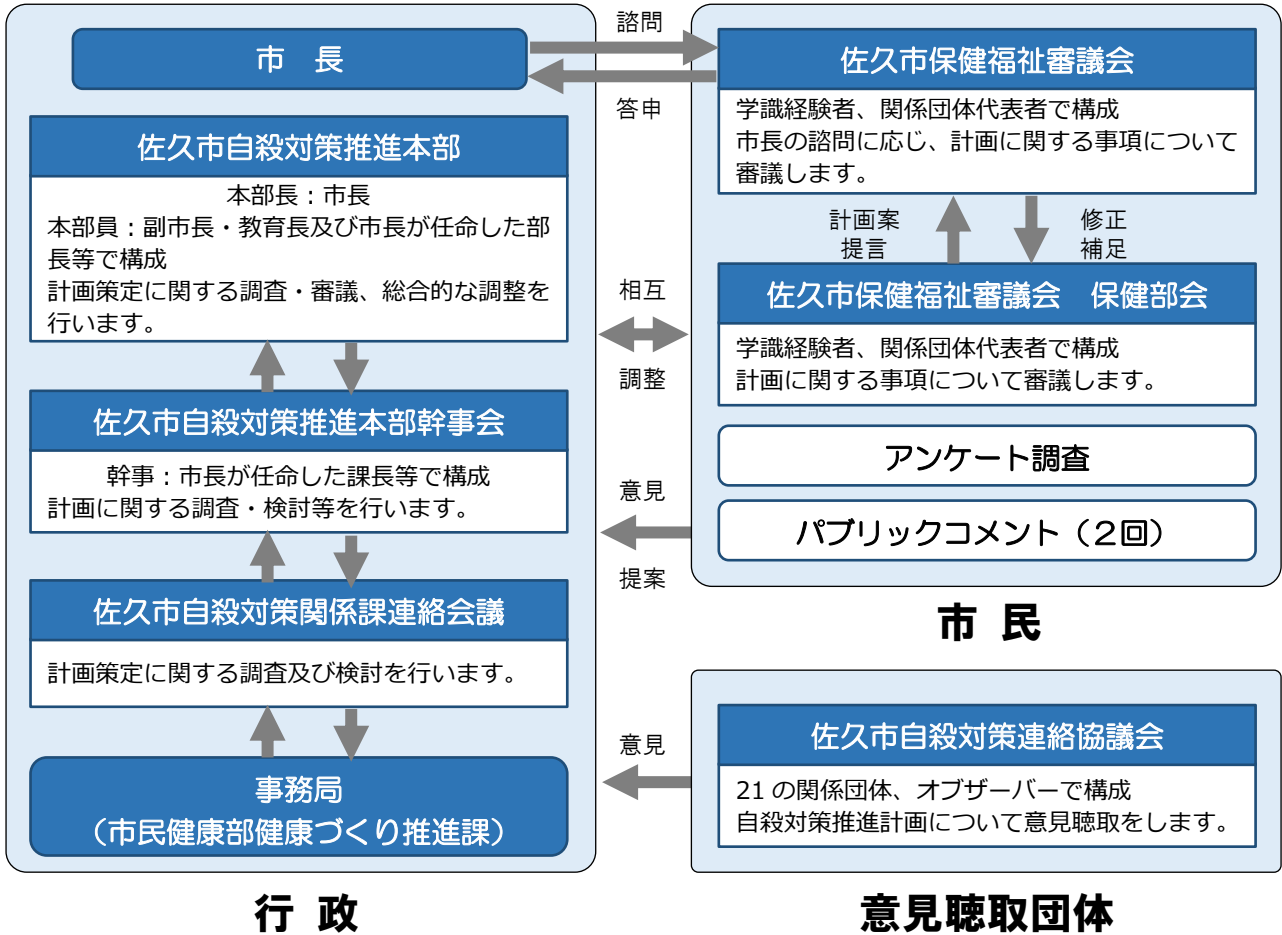 市 長
佐久市自殺対策推進本部
本部長：市長
本部員：副市長・教育長及び市長が任命した部
長等で構成
計画策定に関する調査・審議、総合的な調整を
行います。
佐久市自殺対策推進本部幹事会
幹事：市長が任命した課長等で構成
計画に関する調査・検討等を行います。
佐久市自殺対策関係課連絡会議
計画策定に関する調査及び検討を行います。
事務局
（市民健康部健康づくり推進課）
行 政
諮問
答申
相互
調整
意見
提案
意見
佐久市保健福祉審議会
学識経験者、関係団体代表者で構成
市長の諮問に応じ、計画に関する事項について
審議します。
計画案
提言
修正
補足
佐久市保健福祉審議会　保健部会
学識経験者、関係団体代表者で構成
計画に関する事項について審議します。
アンケート調査
パブリックコメント（２回）
市 民
佐久市自殺対策連絡協議会
21 の関係団体、オブザーバーで構成
自殺対策推進計画について意見聴取をします。
意見聴取団体